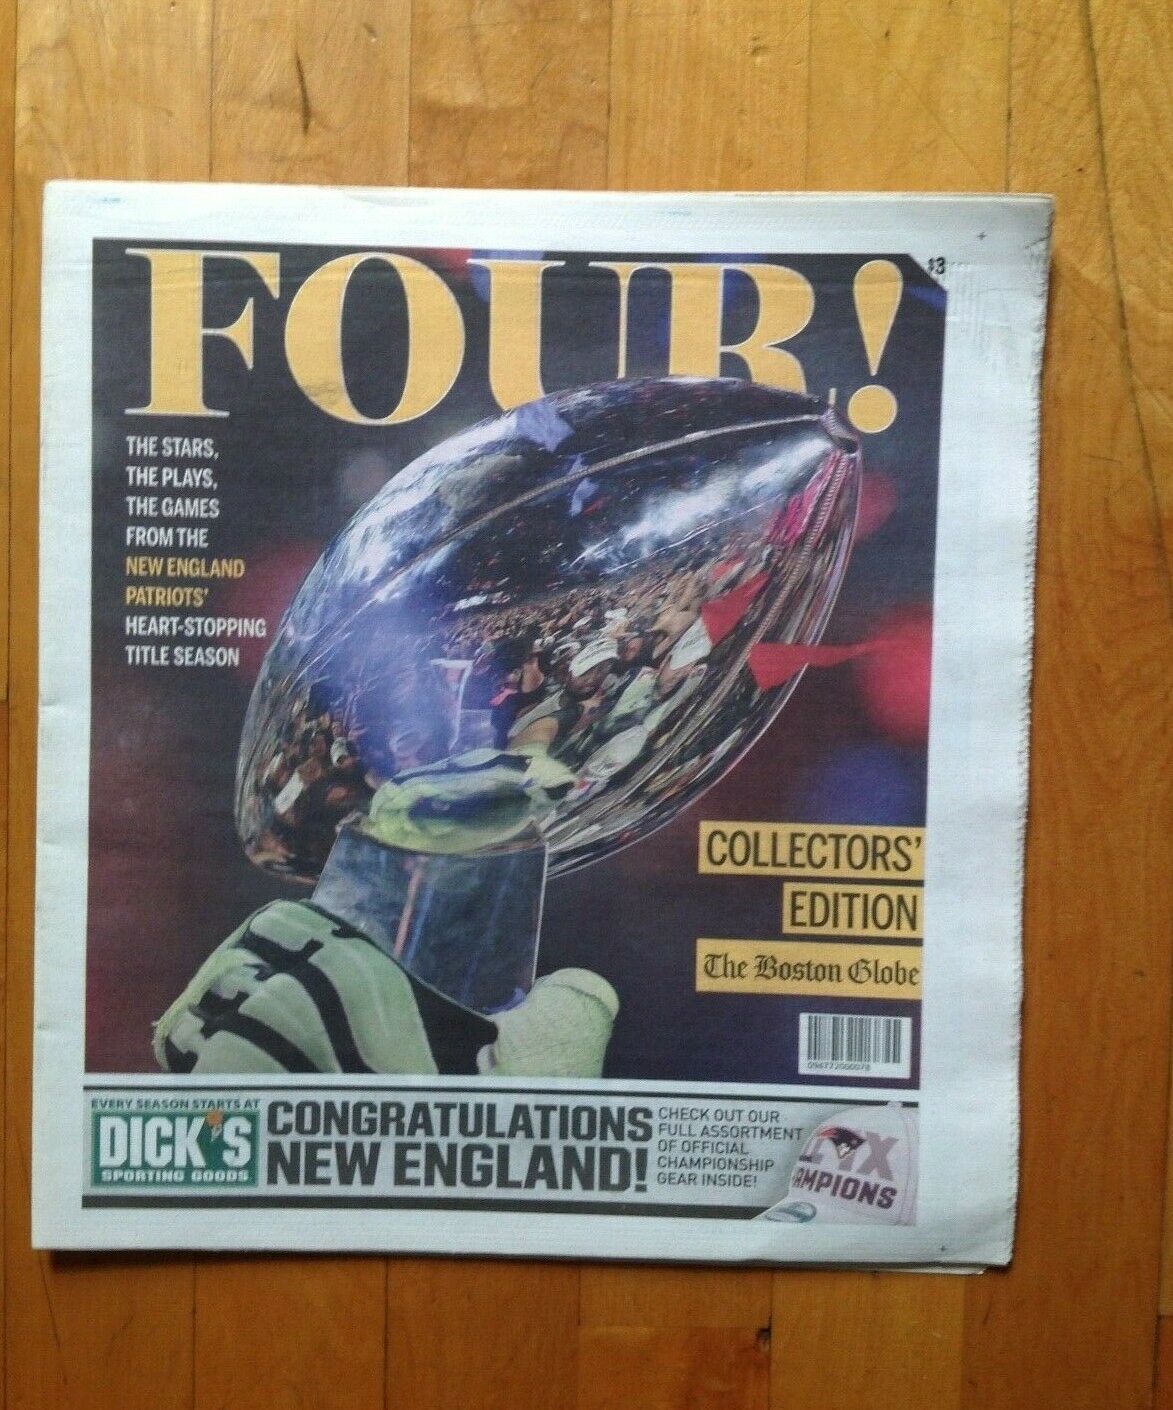 FOUR!
$3
THE STARS,
THE PLAYS,
THE GAMES
FROM THE
NEW ENGLAND
PATRIOTS'
HEART-STOPPING
TITLE SEASON
COLLECTORS'
EDITION
The Boston Globe
EVERY SEASON STARTS AT
DICK'S
SPORTING GOODS
CONGRATULATIONS
NEW ENGLAND!
CHECK OUT OUR
FULL ASSORTMENT
OF OFFICIAL
CHAMPIONSHIP
GEAR INSIDE!